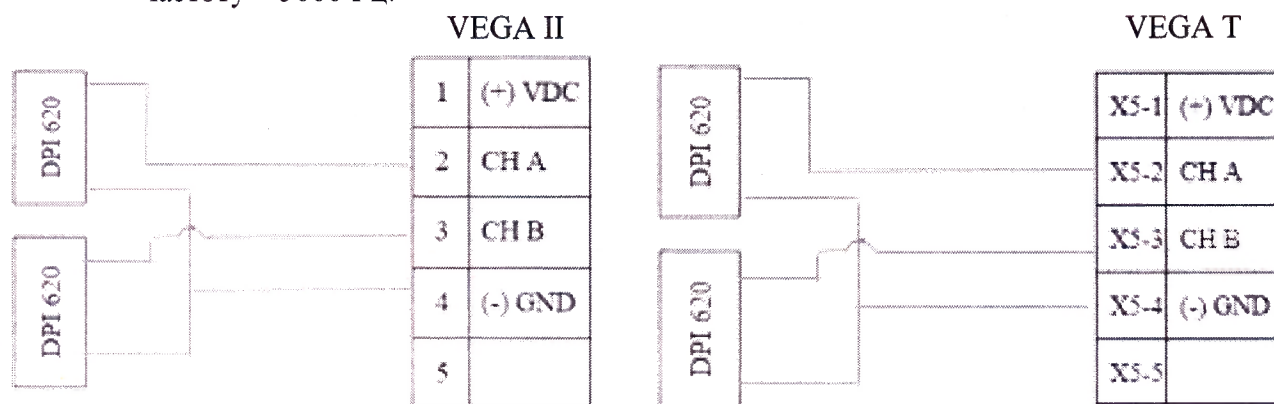 VEGA II
DPI 620
DPI 620
1 (+) VDC
2 CH A
3 CH B
4 (-) GND
5
VEGA T
DPI 620
DPI 620
X5-1 (+) VDC
X5-2 CH A
X5-3 CH B
X5-4 (-) GND
X5-5